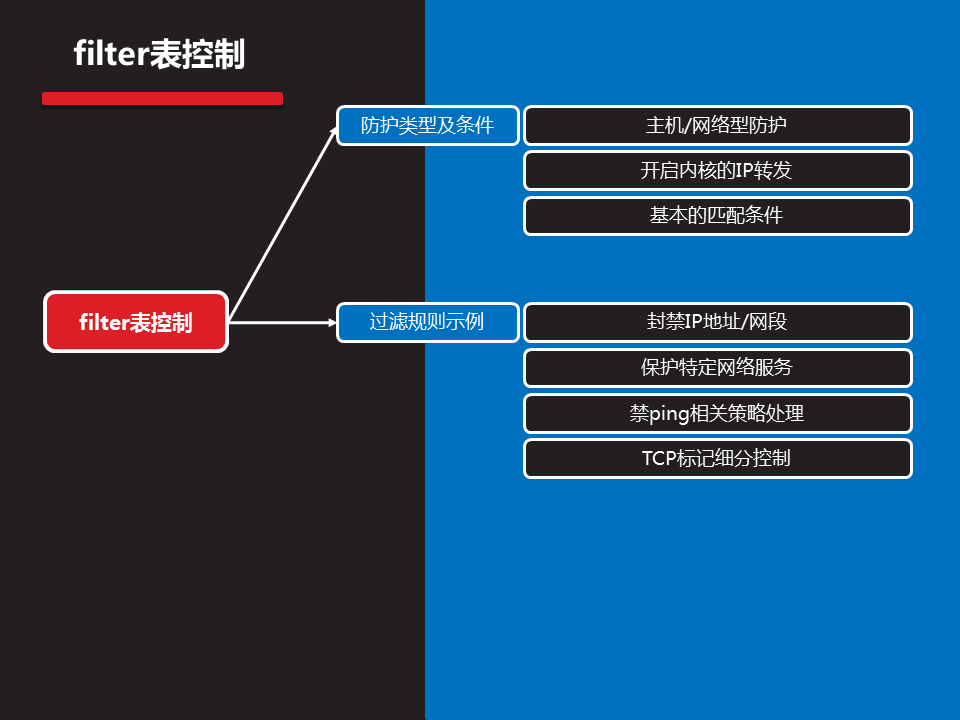 filter表控制
防护类型及条件
主机/网络型防护
开启内核的IP转发
基本的匹配条件
filter表控制
过滤规则示例
封禁IP地址/网段
保护特定网络服务
禁ping相关策略处理
TCP标记细分控制